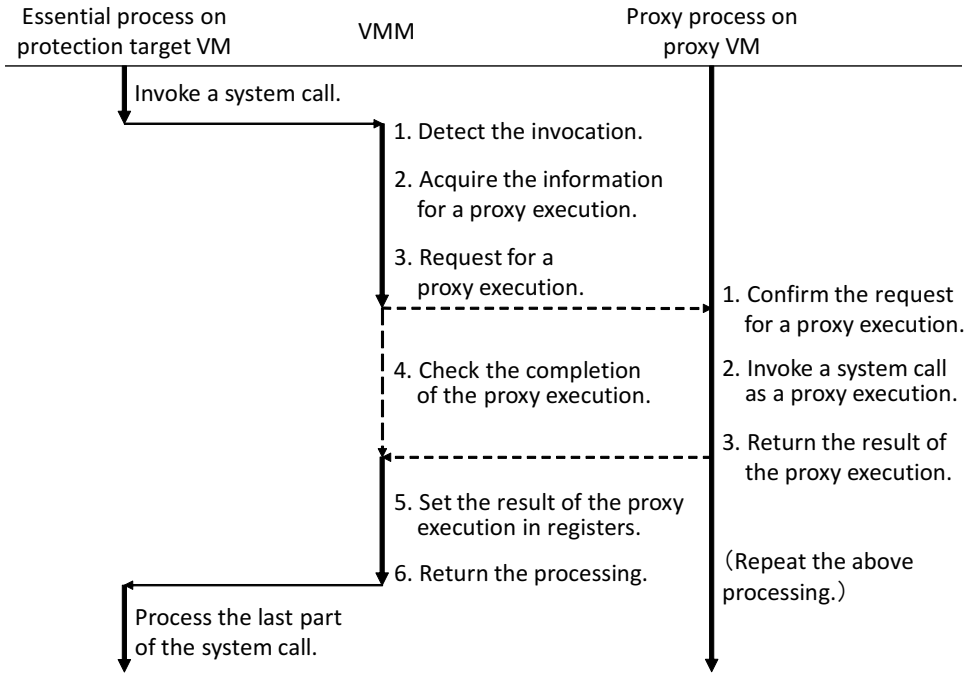 Essential process on
protection target VM
VMM
Proxy process on
proxy VM
Invoke a system call.
1. Detect the invocation.
2. Acquire the information
for a proxy execution.
3. Request for a
proxy execution.
1. Confirm the request
for a proxy execution.
4. Check the completion
of the proxy execution.
2. Invoke a system call
as a proxy execution.
3. Return the result of
the proxy execution.
5. Set the result of the proxy
execution in registers.
6. Return the processing.
（Repeat the above
processing.）
Process the last part
of the system call.